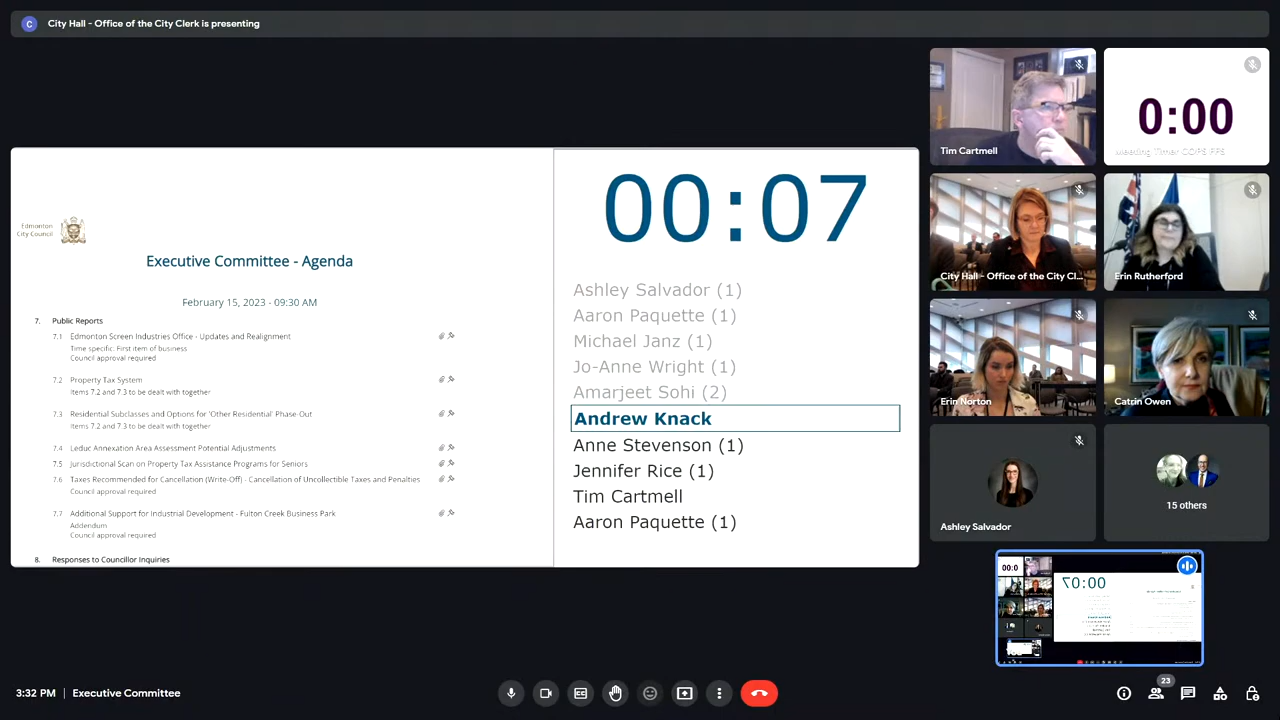 C City Hall - Office of the City Clerk is presenting
Edmonton
City Council
Executive Committee - Agenda
February 15, 2023 - 09:30 AM
7. Public Reports
7.1 Edmonton Screen Industries Office - Updates and Realignment
Time specific: First item of business
Council approval required
7.2 Property Tax System
Items 7.2 and 7.3 to be dealt with together
7.3 Residential Subclasses and Options for 'Other Residential' Phase-Out
Items 7.2 and 7.3 to be dealt with together
7.4 Leduc Annexation Area Assessment Potential Adjustments
7.5 Jurisdictional Scan on Property Tax Assistance Programs for Seniors
7.6 Taxes Recommended for Cancellation (Write-Off) - Cancellation of Uncollectible Taxes and Penalties
Council approval required
7.7 Additional Support for Industrial Development - Fulton Creek Business Park
Addendum
Council approval required
8. Responses to Councillor Inquiries
00:07
Ashley Salvador (1)
Aaron Paquette (1)
Michael Janz (1)
Jo-Anne Wright (1)
Amarjeet Sohi (2)
Andrew Knack
Anne Stevenson (1)
Jennifer Rice (1)
Tim Cartmell
Aaron Paquette (1)
Tim Cartmell
0:00
Meeting Timer COPS PPS
City Hall - Office of the City Cl...
Erin Rutherford
Erin Norton
Catrin Owen
Ashley Salvador
15 others
00:0
00:07
3:32 PM | Executive Committee
23